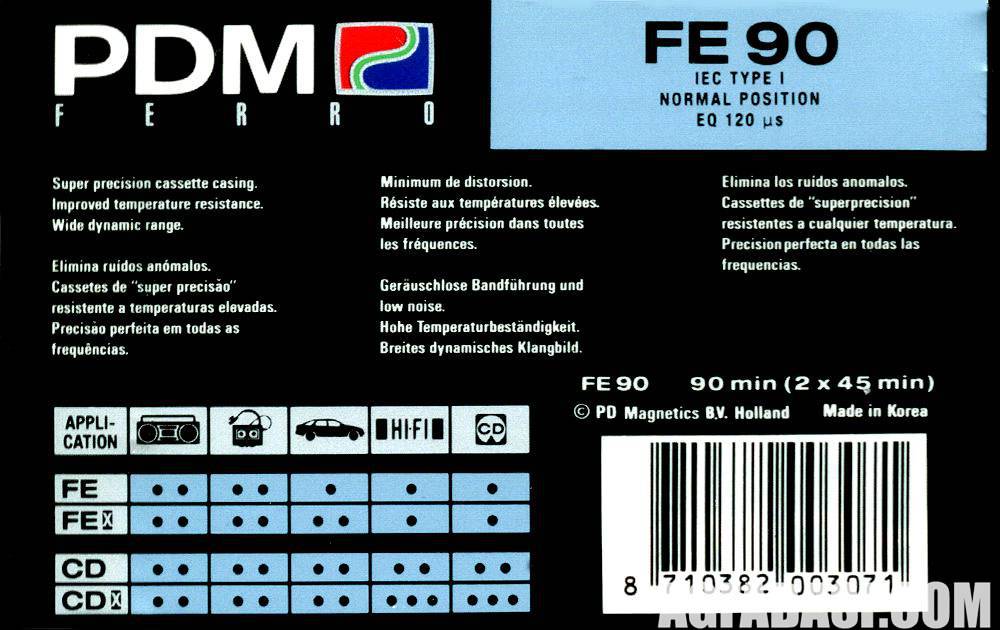 PDM
FERRO
FE 90
IEC TYPE I
NORMAL POSITION
EQ 120 µs
Super precision cassette casing.
Improved temperature resistance.
Wide dynamic range.
Elimina ruídos anómalos.
Cassetes de "super precisão"
resistente a temperaturas elevadas.
Precisão perfeita em todas as
frequências.
Minimum de distorsion.
Résiste aux températures élevées.
Meilleure précision dans toutes
les fréquences.
Geräuschlose Bandführung und
low noise.
Hohe Temperaturbeständigkeit.
Breites dynamisches Klangbild.
Elimina los ruidos anomalos.
Cassettes de "superprecision"
resistentes a cualquier temperatura.
Precision perfecta en todas las
frequencias.
FE 90 90 min (2 x 45 min)
© PD Magnetics B.V. Holland Made in Korea
APPLI-
CATION
HI-FI
CD
FE
FE X
CD
CD X
8 710382 003071
AGFABASF.COM